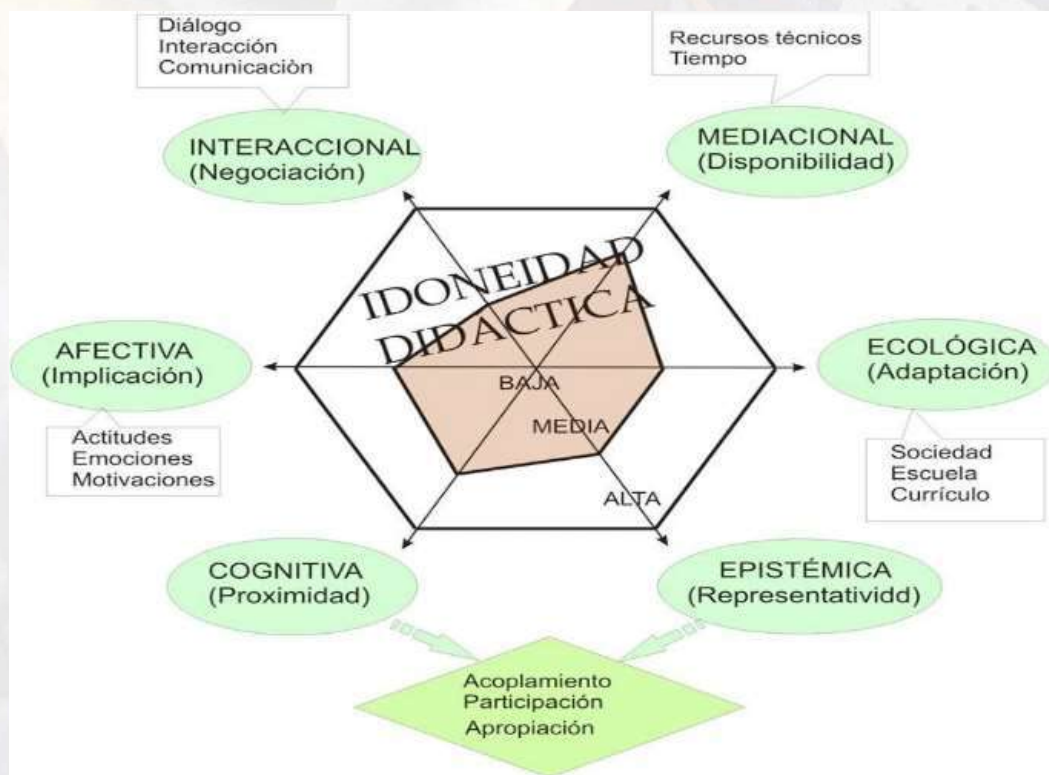 Diálogo
Interacción
Comunicaciòn
Recursos técnicos
Tiempo
INTERACCIONAL
(Negociación)
MEDIACIONAL
(Disponibilidad)
IDONEIDAD
DIDACTICA
AFECTIVA
(Implicación)
ECOLÓGICA
(Adaptación)
BAJA
MEDIA
ALTA
Actitudes
Emociones
Motivaciones
Sociedad
Escuela
Currículo
COGNITIVA
(Proximidad)
EPISTÉMICA
(Representatividd)
Acoplamiento
Participación
Apropiación